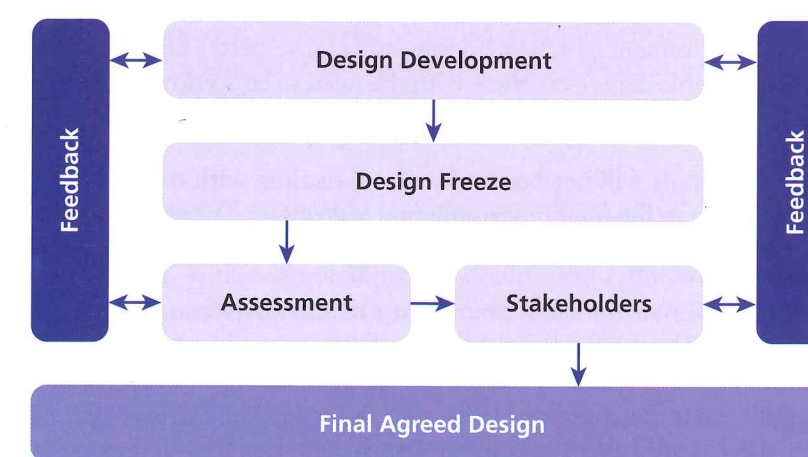 Design Development
Feedback
Feedback
Design Freeze
Assessment
Stakeholders
Final Agreed Design